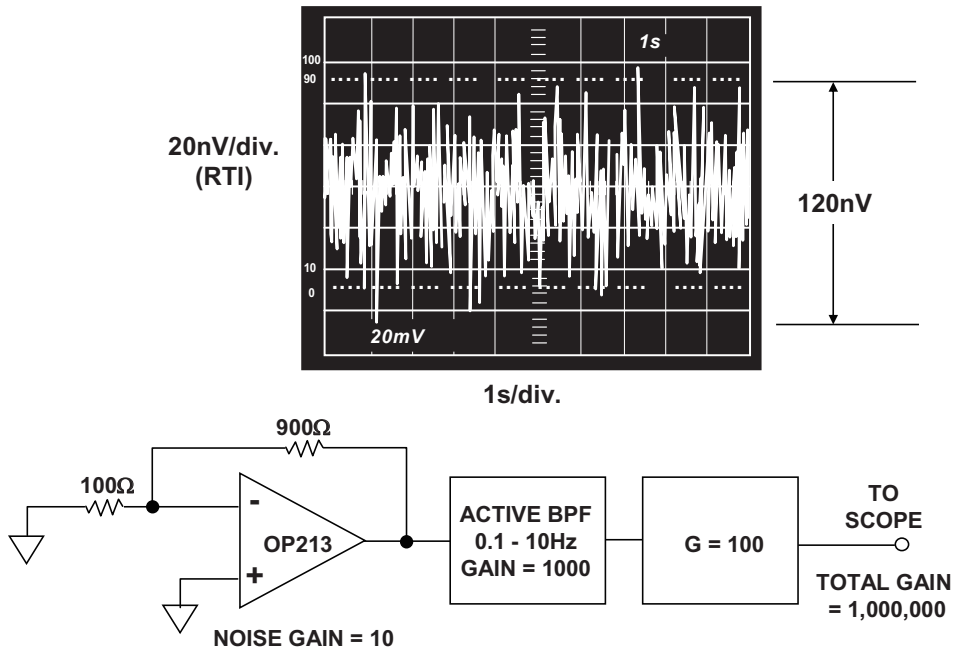 1s
100
90
20nV/div.
(RTI)
120nV
10
0
20mV
1s/div.
900Ω
100Ω
-
OP213
+
NOISE GAIN = 10
ACTIVE BPF
0.1 - 10Hz
GAIN = 1000
G = 100
TO
SCOPE
TOTAL GAIN
= 1,000,000